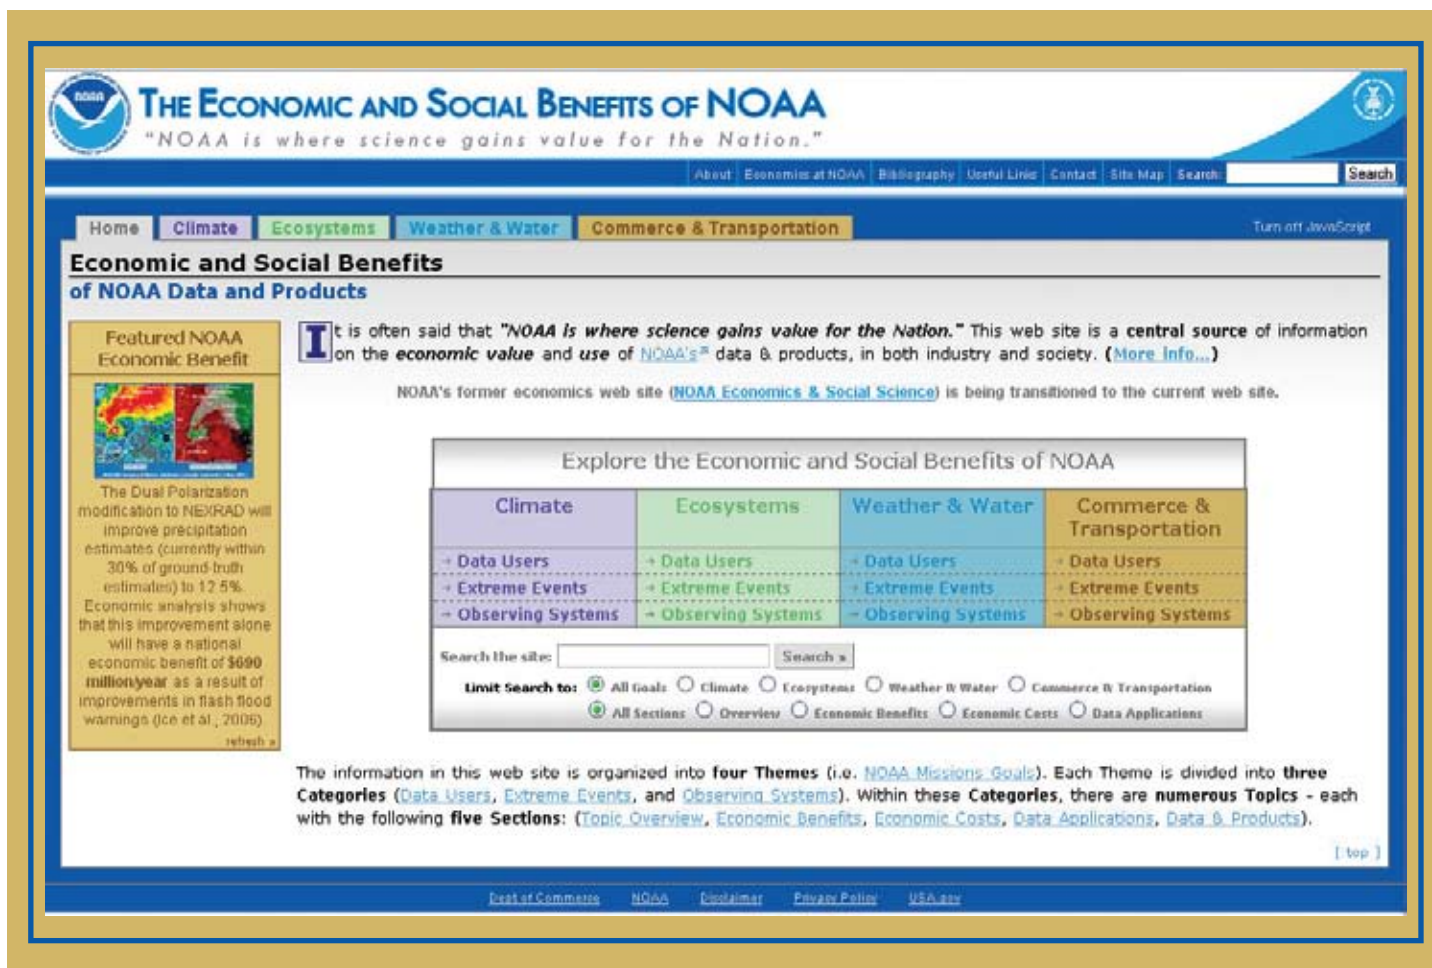 NOAA
THE ECONOMIC AND SOCIAL BENEFITS OF NOAA
"NOAA is where science gains value for the Nation."
About Economics at NOAA Bibliography Useful Links Contact Site Map Search: Search
Home Climate Ecosystems Weather & Water Commerce & Transportation Turn off JavaScript
Economic and Social Benefits
of NOAA Data and Products
Featured NOAA
Economic Benefit
The Dual Polarization
modification to NEXRAD will
improve precipitation
estimates (currently within
30% of ground-truth
estimates) to 12.5%.
Economic analysis shows
that this improvement alone
will have a national
economic benefit of $690
million/year as a result of
improvements in flash flood
warnings (Ice et al., 2006).
refresh »
It is often said that "NOAA is where science gains value for the Nation." This web site is a central source of information
on the economic value and use of NOAA's data & products, in both industry and society. (More info...)
NOAA's former economics web site (NOAA Economics & Social Science) is being transitioned to the current web site.
Explore the Economic and Social Benefits of NOAA
Climate Ecosystems Weather & Water Commerce &
Transportation
→ Data Users → Data Users → Data Users → Data Users
→ Extreme Events → Extreme Events → Extreme Events → Extreme Events
→ Observing Systems → Observing Systems → Observing Systems → Observing Systems
Search the site: Search »
Limit Search to: All Goals Climate Ecosystems Weather & Water Commerce & Transportation
All Sections Overview Economic Benefits Economic Costs Data Applications
The information in this web site is organized into four Themes (i.e. NOAA Missions Goals). Each Theme is divided into three
Categories (Data Users, Extreme Events, and Observing Systems). Within these Categories, there are numerous Topics - each
with the following five Sections: (Topic Overview, Economic Benefits, Economic Costs, Data Applications, Data & Products).
[ top ]
Dept of Commerce NOAA Disclaimer Privacy Policy USA.gov